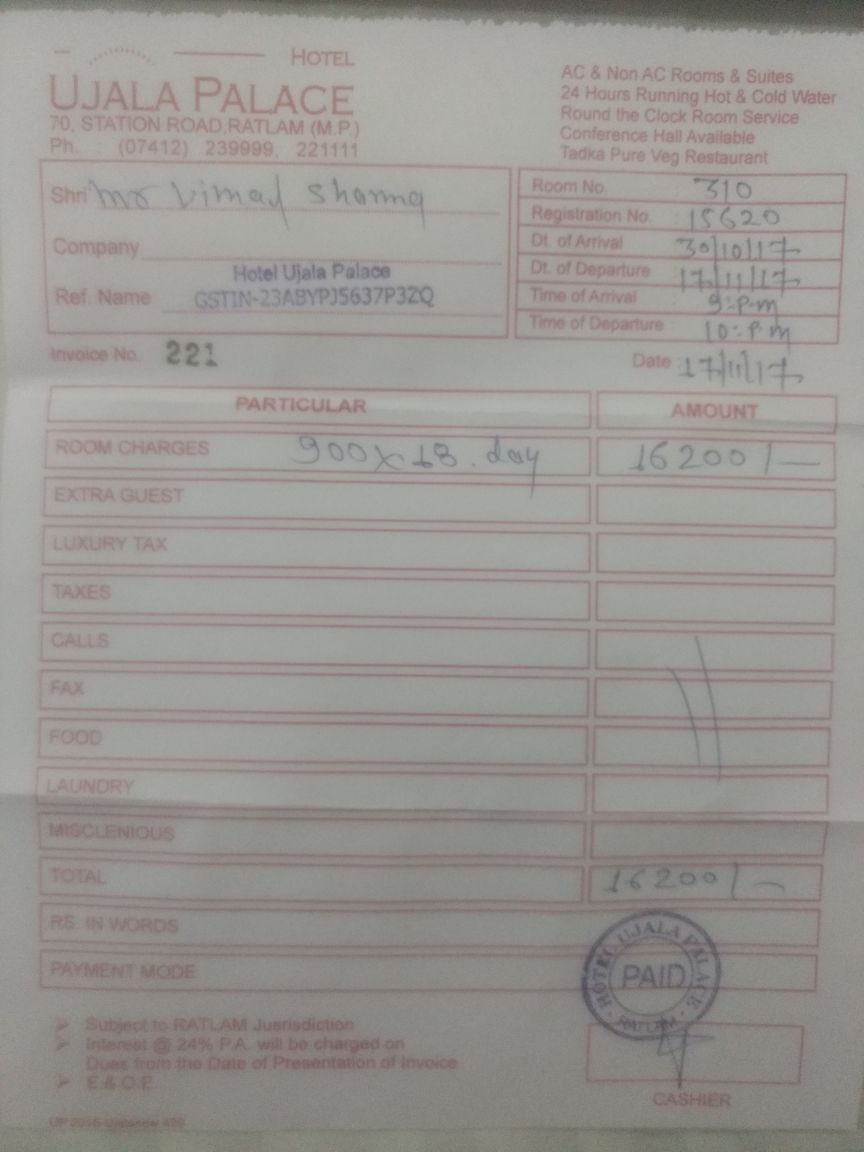 HOTEL
UJALA PALACE
70, STATION ROAD,RATLAM (M.P.)
Ph. : (07412) 239999, 221111
AC & Non AC Rooms & Suites
24 Hours Running Hot & Cold Water
Round the Clock Room Service
Conference Hall Available
Tadka Pure Veg Restaurant
Shri Mr Vimal Sharma
Company
Hotel Ujala Palace
Ref. Name GSTIN-23ABYPJ5637P3ZQ
Room No. 310
Registration No. 15620
Dt. of Arrival 30/10/17
Dt. of Departure 17/11/17
Time of Arrival 9:P.m
Time of Departure 10:P.m
Invoice No. 221
Date 17/11/17
PARTICULAR AMOUNT
ROOM CHARGES 900x18.day 16200/-
EXTRA GUEST
LUXURY TAX
TAXES
CALLS
FAX
FOOD
LAUNDRY
MISCLENIOUS
TOTAL 16200/-
RS. IN WORDS
PAYMENT MODE
HOTEL UJALA PALACE
PAID
RATLAM
Subject to RATLAM Jusrisdiction
Interest @ 24% P.A. will be charged on
Dues from the Date of Presentation of Invoice
E.& O.E.
CASHIER